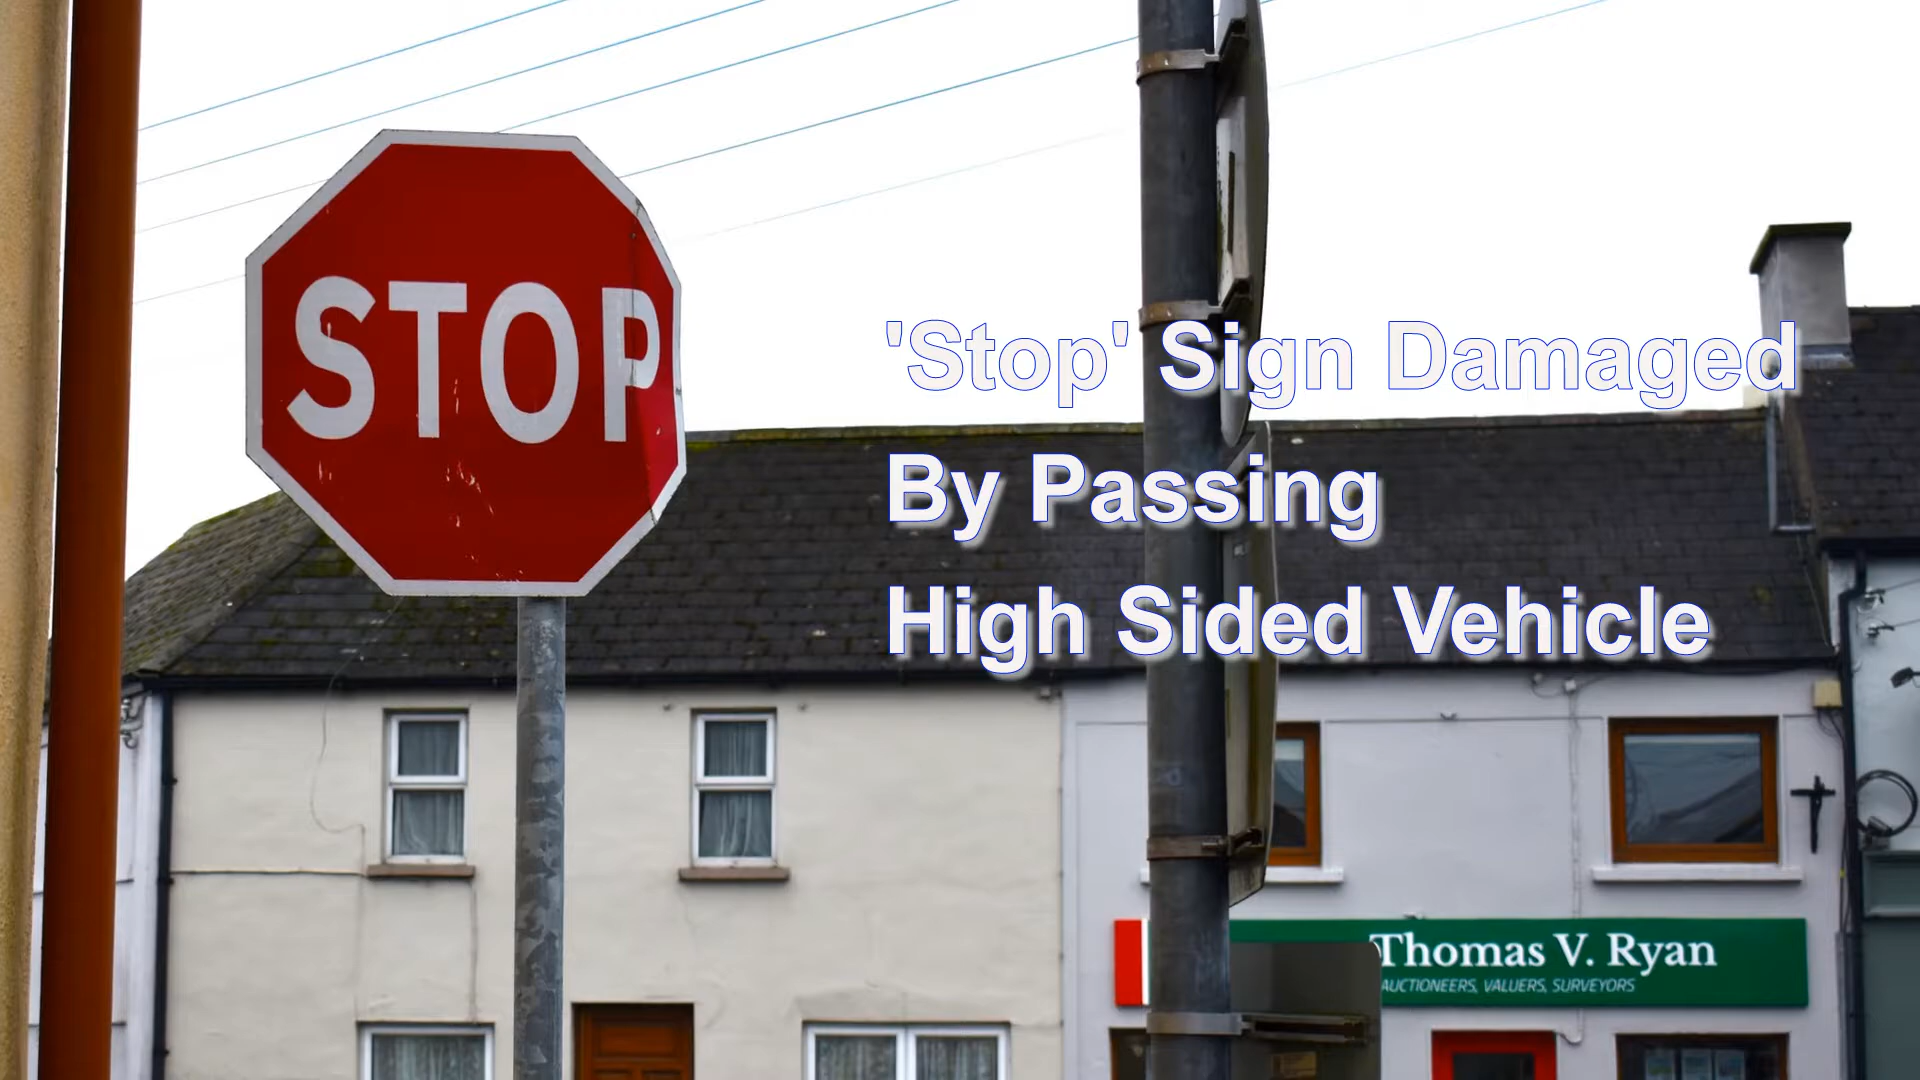 STOP
'Stop' Sign Damaged
By Passing
High Sided Vehicle
Thomas V. Ryan
AUCTIONEERS, VALUERS, SURVEYORS